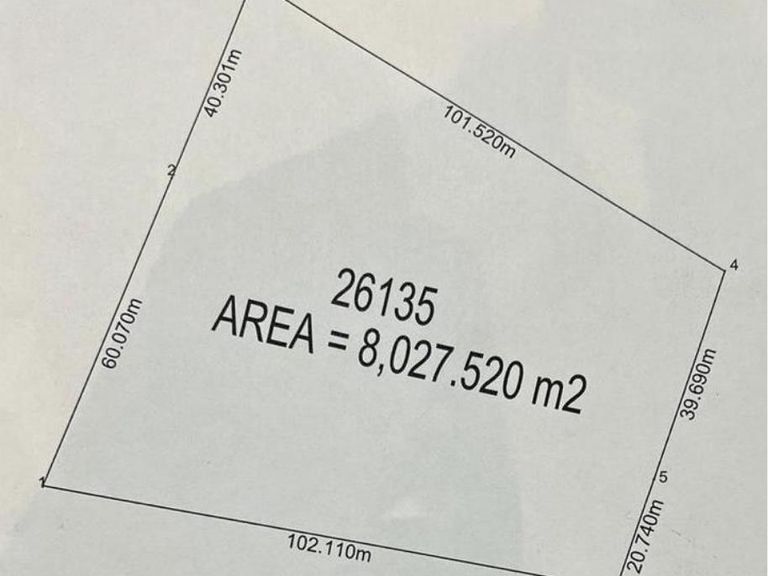 40.301m
101.520m
2
4
26135
AREA = 8,027.520 m2
60.070m
39.690m
5
1
20.740m
102.110m